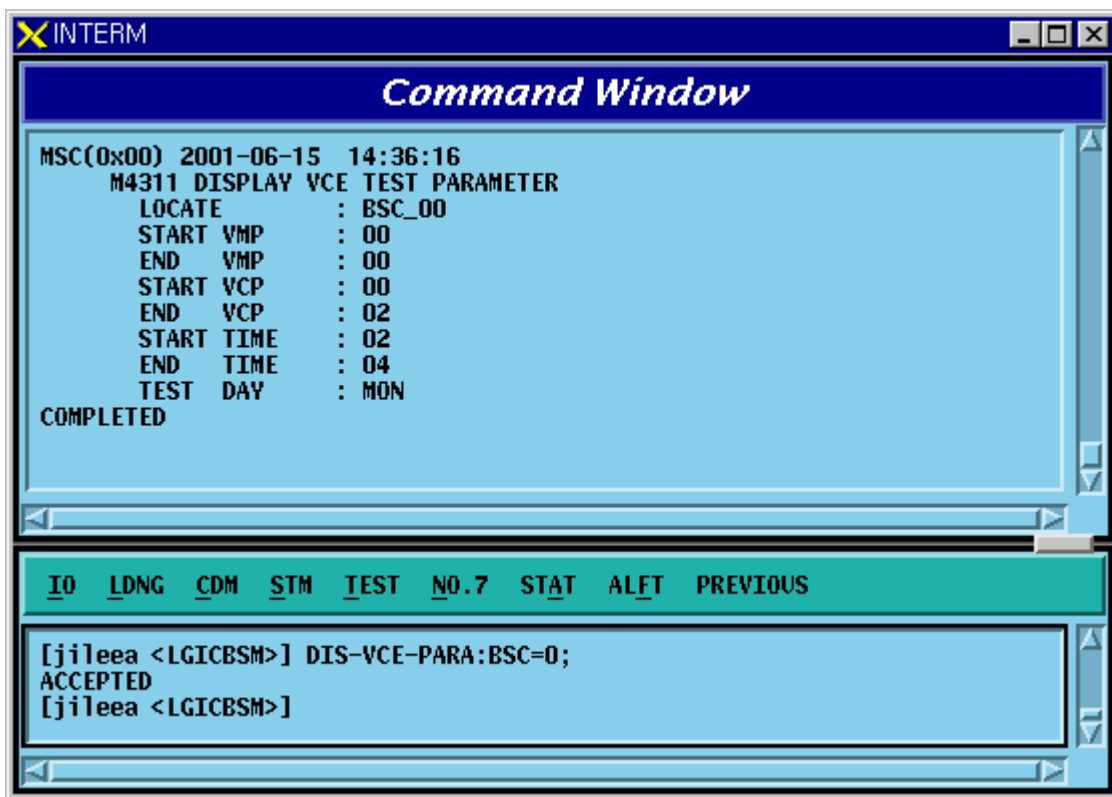 INTERM
Command Window
MSC(0x00) 2001-06-15 14:36:16
M4311 DISPLAY VCE TEST PARAMETER
LOCATE : BSC_00
START VMP : 00
END VMP : 00
START VCP : 00
END VCP : 02
START TIME : 02
END TIME : 04
TEST DAY : MON
COMPLETED
IO LDNG CDM STM TEST NO.7 STAT ALFT PREVIOUS
[jileea <LGICBSM>] DIS-VCE-PARA:BSC=0;
ACCEPTED
[jileea <LGICBSM>]